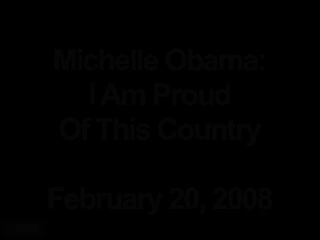 Michelle Obama:
I Am Proud
Of This Country
February 20, 2008